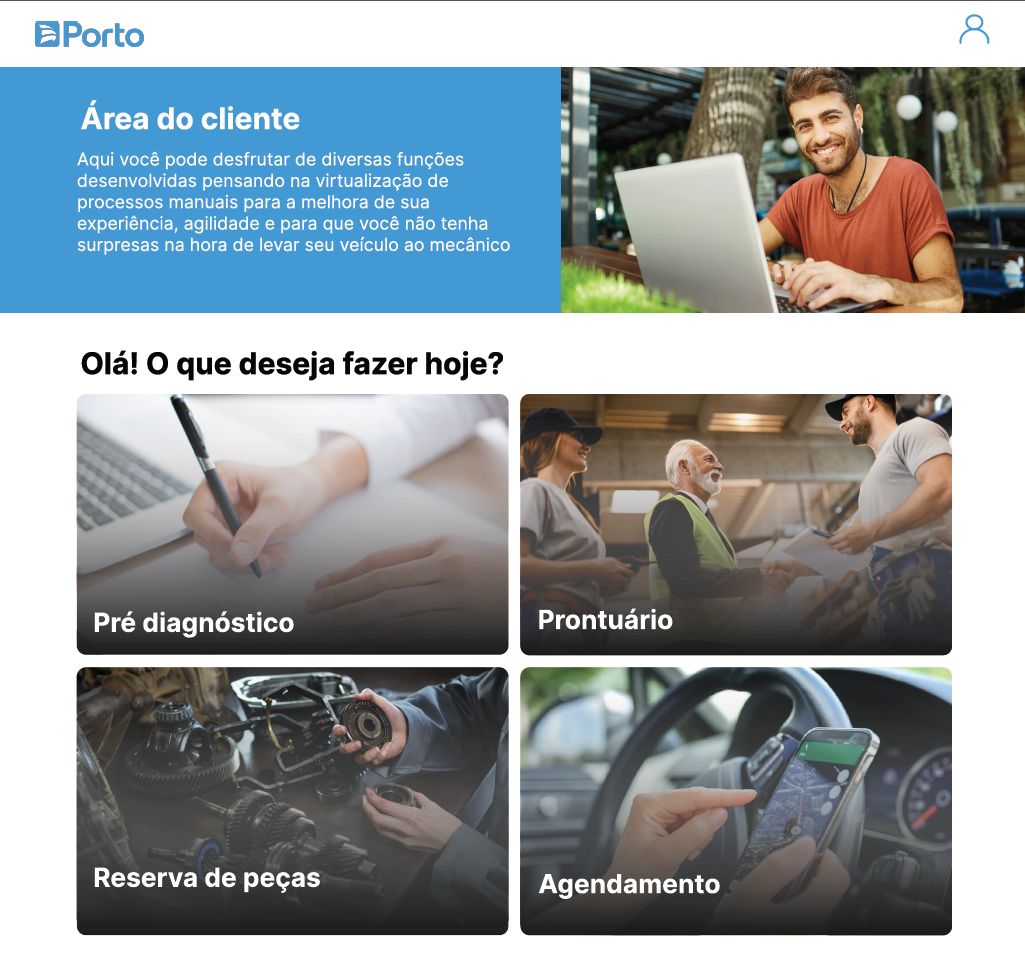 Porto
Área do cliente
Aqui você pode desfrutar de diversas funções
desenvolvidas pensando na virtualização de
processos manuais para a melhora de sua
experiência, agilidade e para que você não tenha
surpresas na hora de levar seu veículo ao mecânico
Olá! O que deseja fazer hoje?
Pré diagnóstico
Prontuário
Reserva de peças
Agendamento